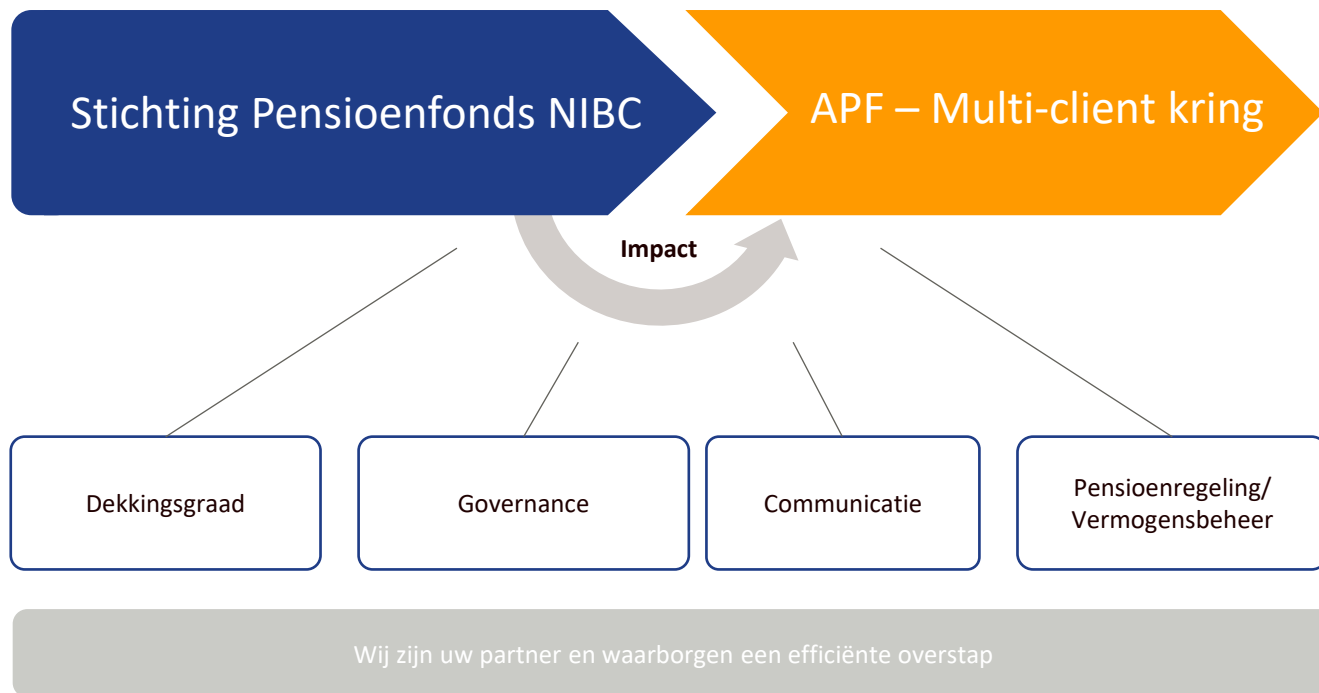 Stichting Pensioenfonds NIBC
APF – Multi-client kring
Impact
Dekkingsgraad
Governance
Communicatie
Pensioenregeling/
Vermogensbeheer
Wij zijn uw partner en waarborgen een efficiënte overstap